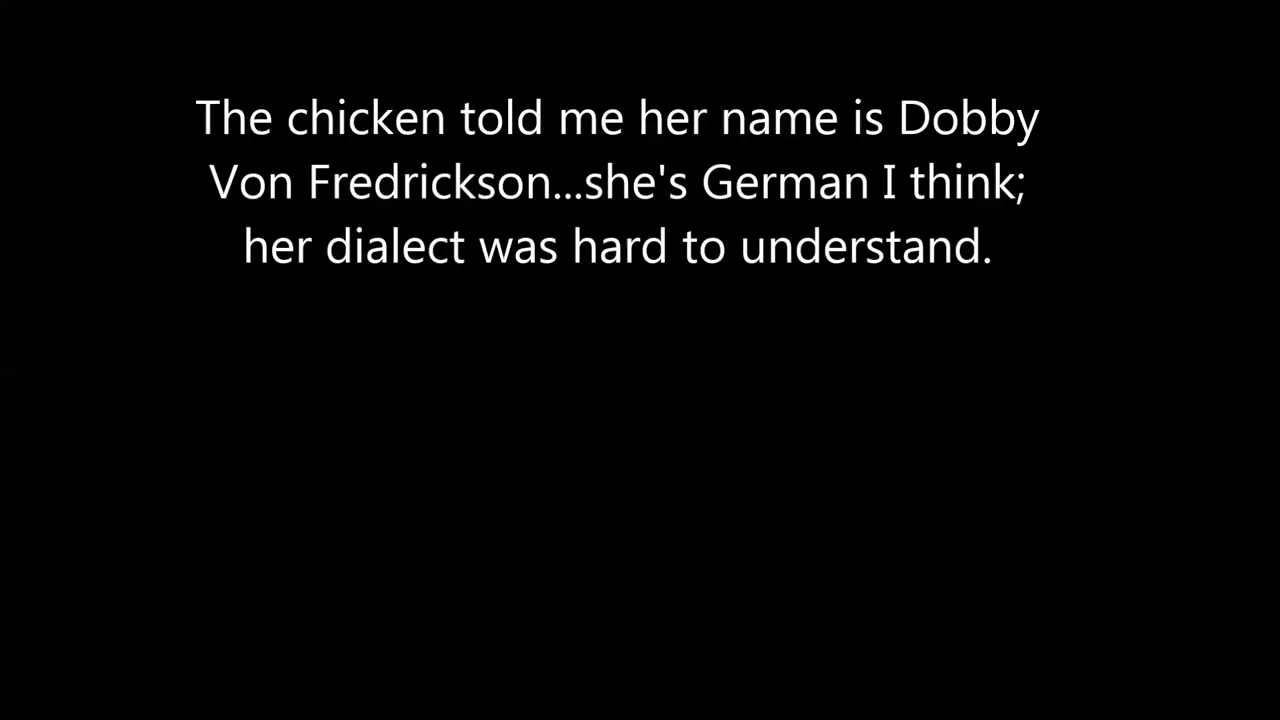 The chicken told me her name is Dobby
Von Fredrickson...she's German I think;
her dialect was hard to understand.